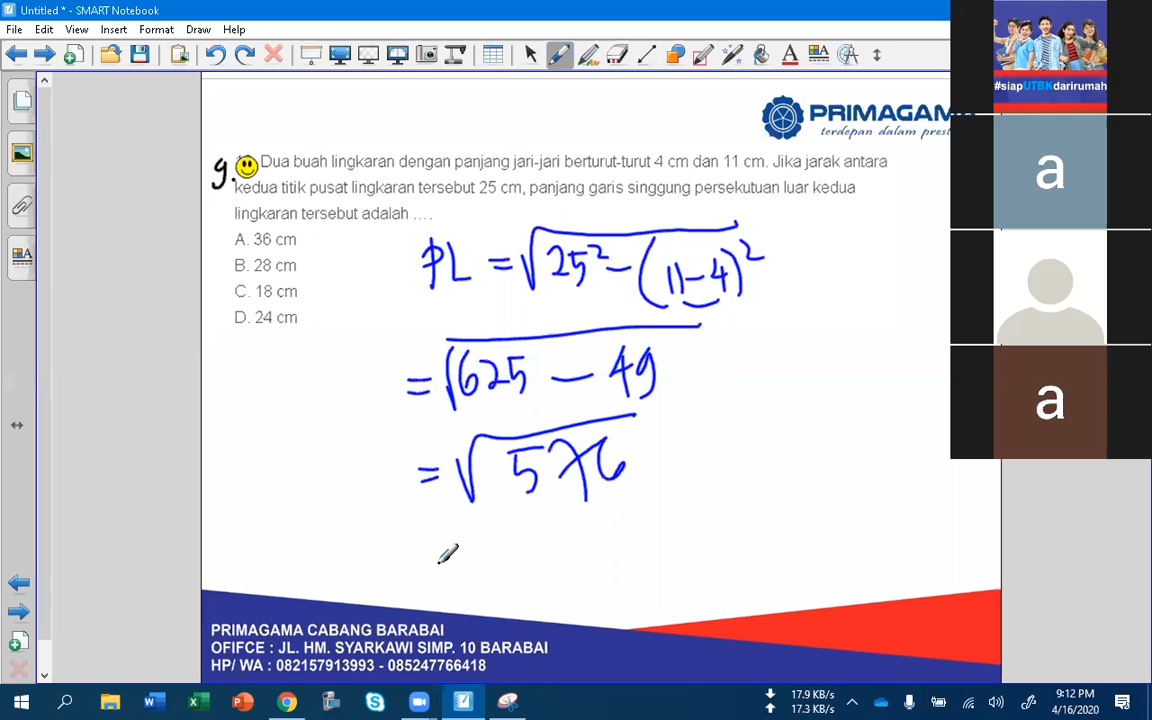 Untitled * - SMART Notebook
File Edit View Insert Format Draw Help
#siapUTBKdarirumah
PRIMAGAMA
terdepan dalam prest
9. Dua buah lingkaran dengan panjang jari-jari berturut-turut 4 cm dan 11 cm. Jika jarak antara
kedua titik pusat lingkaran tersebut 25 cm, panjang garis singgung persekutuan luar kedua
lingkaran tersebut adalah ....
A. 36 cm
B. 28 cm
C. 18 cm
D. 24 cm
PL = √25² - (11-4)²
= √625 - 49
= √576
a
a
PRIMAGAMA CABANG BARABAI
OFIFCE : JL. HM. SYARKAWI SIMP. 10 BARABAI
HP/ WA : 082157913993 - 085247766418
17.9 KB/s
17.3 KB/s
9:12 PM
4/16/2020